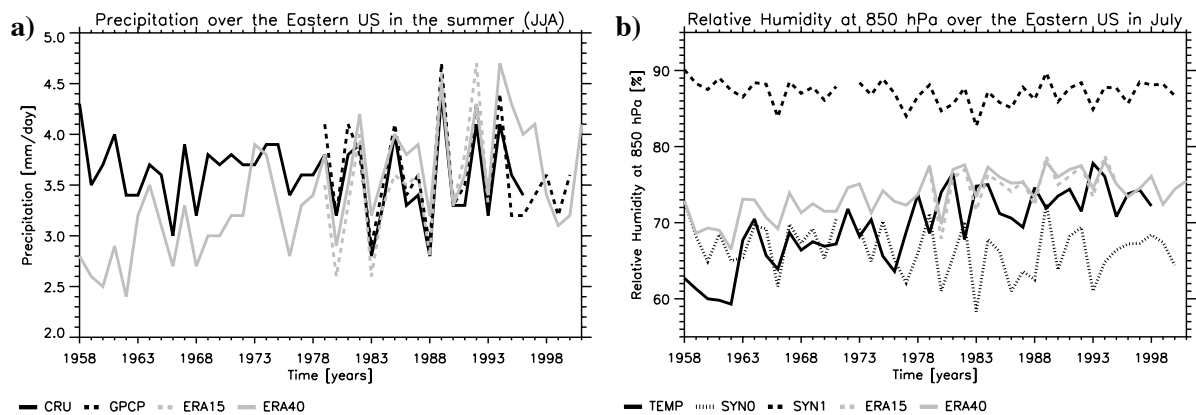 a)
Precipitation over the Eastern US in the summer (JJA)
Precipitation [mm/day]
5.0
4.5
4.0
3.5
3.0
2.5
2.0
1958 1963 1968 1973 1978 1983 1988 1993 1998
Time [years]
CRU GPCP ERA15 ERA40
b)
Relative Humidity at 850 hPa over the Eastern US in July
Relative Humidity at 850 hPa [%]
90
80
70
60
1958 1963 1968 1973 1978 1983 1988 1993 1998
Time [years]
TEMP SYN0 SYN1 ERA15 ERA40